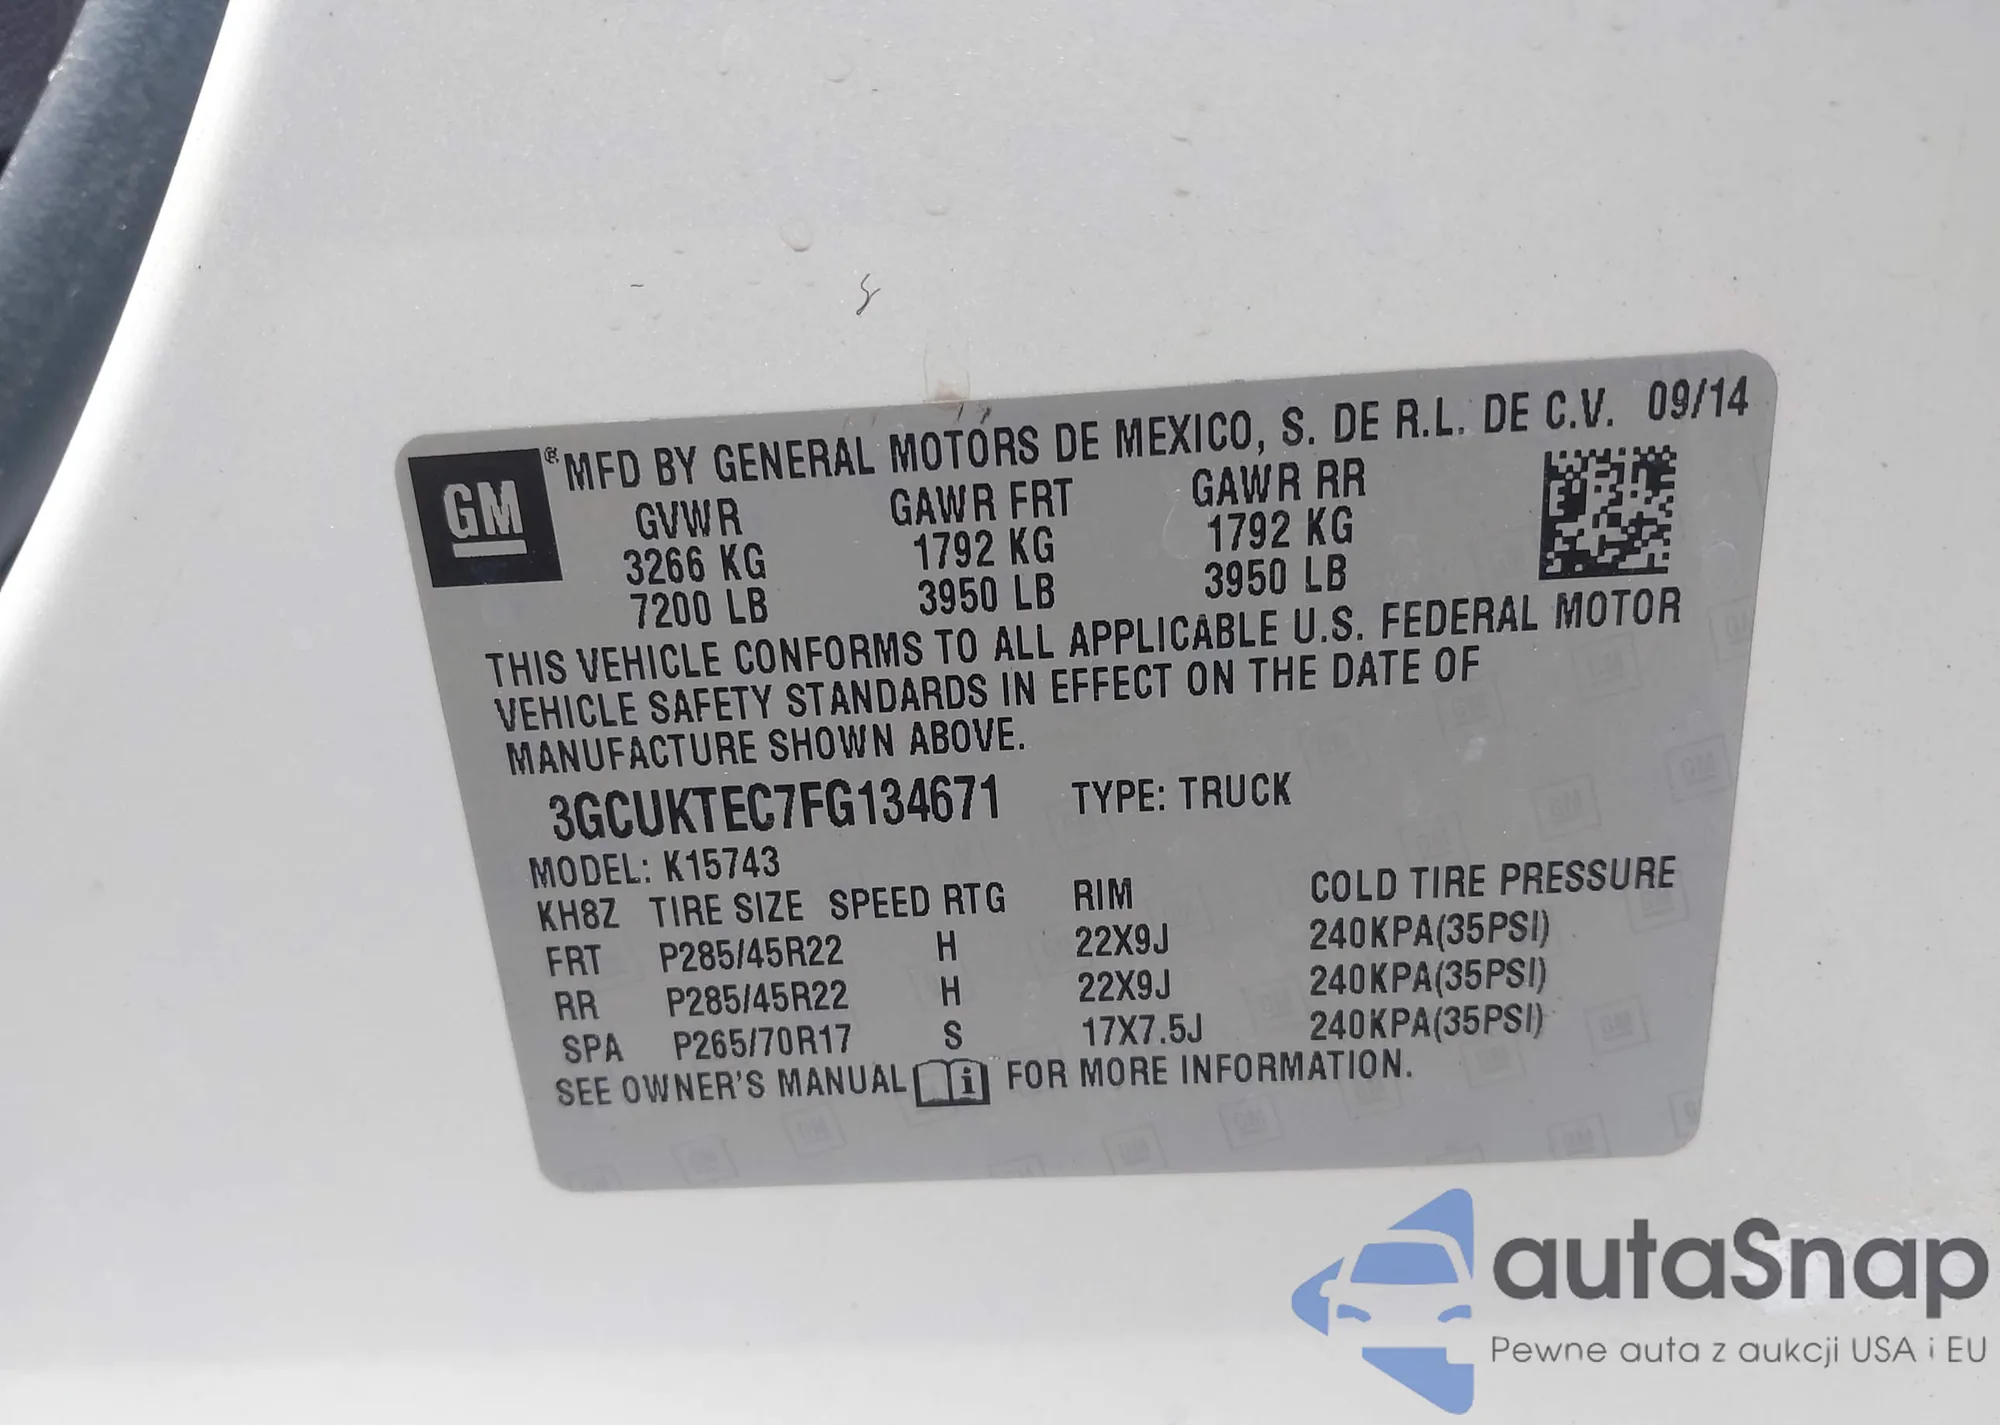 GM ® MFD BY GENERAL MOTORS DE MEXICO, S. DE R.L. DE C.V. 09/14
GVWR GAWR FRT GAWR RR
3266 KG 1792 KG 1792 KG
7200 LB 3950 LB 3950 LB
THIS VEHICLE CONFORMS TO ALL APPLICABLE U.S. FEDERAL MOTOR
VEHICLE SAFETY STANDARDS IN EFFECT ON THE DATE OF
MANUFACTURE SHOWN ABOVE.
3GCUKTEC7FG134671 TYPE: TRUCK
MODEL: K15743
KH8Z TIRE SIZE SPEED RTG RIM COLD TIRE PRESSURE
FRT P285/45R22 H 22X9J 240KPA(35PSI)
RR P285/45R22 H 22X9J 240KPA(35PSI)
SPA P265/70R17 S 17X7.5J 240KPA(35PSI)
SEE OWNER'S MANUAL i FOR MORE INFORMATION.
autaSnap
Pewne auta z aukcji USA i EU